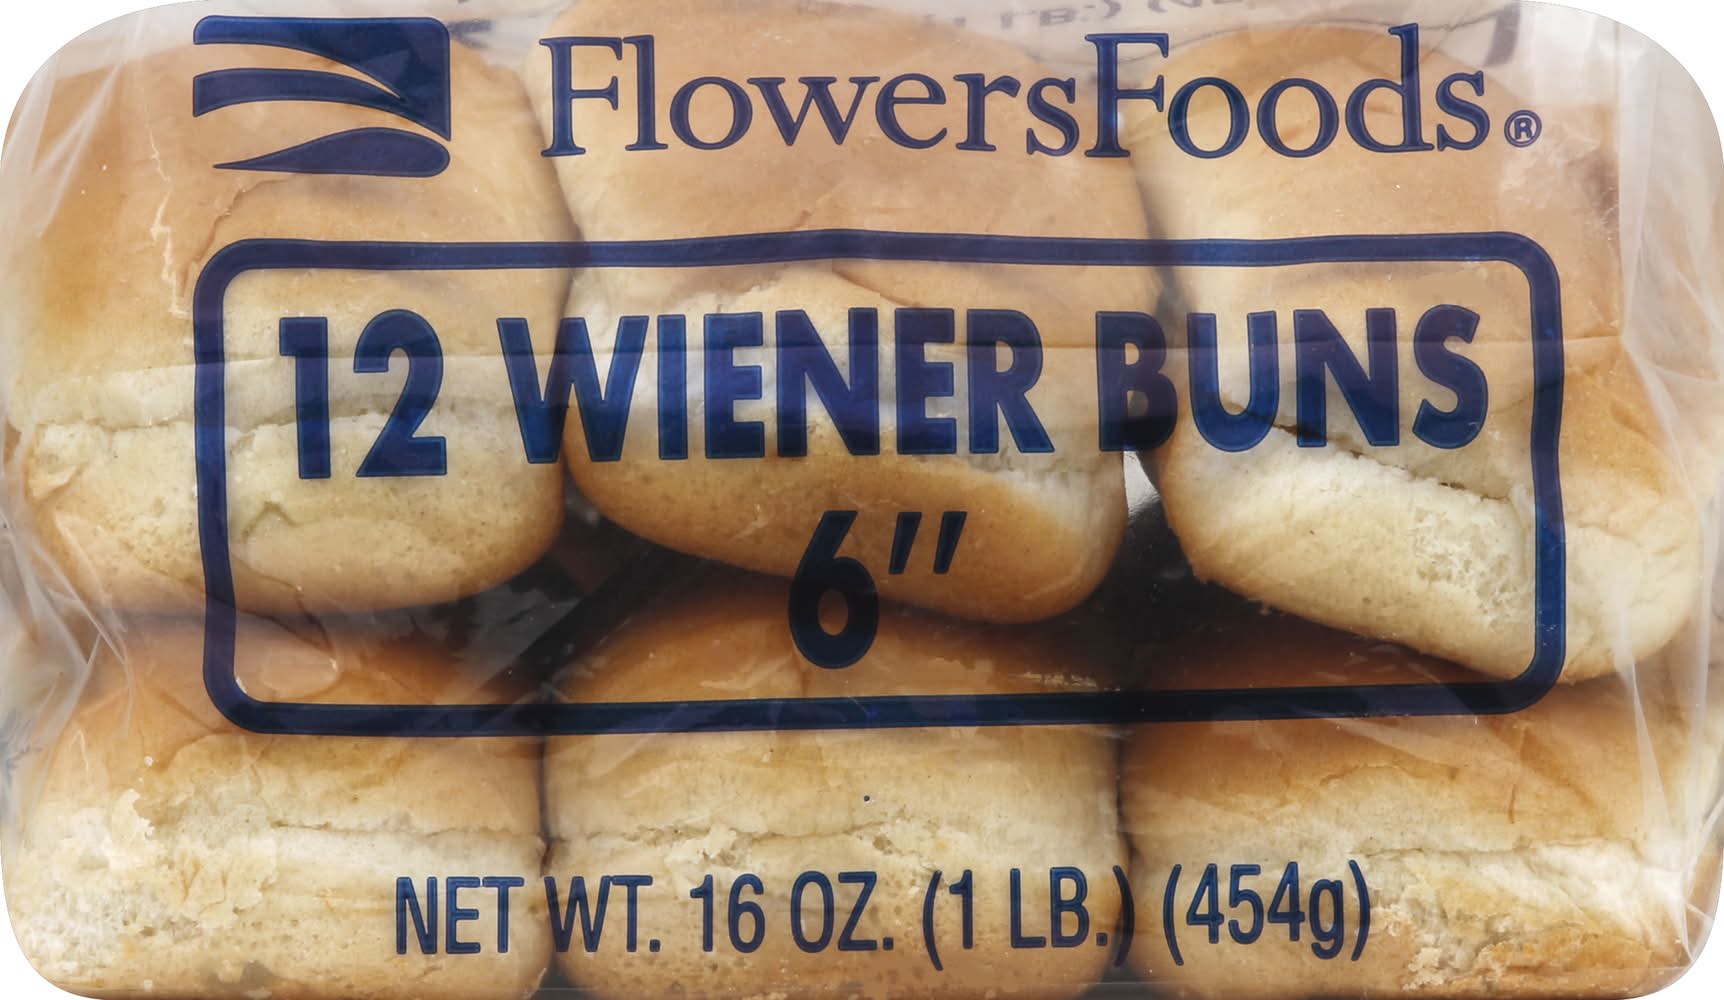 FlowersFoods®
12 WIENER BUNS
6"
NET WT. 16 OZ. (1 LB.) (454g)